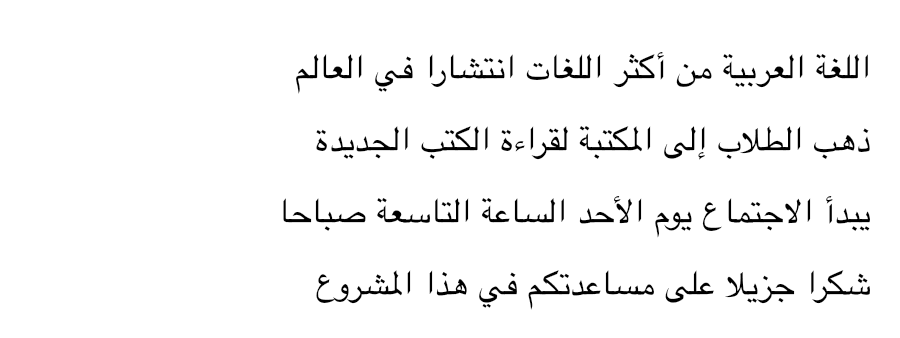 اللغة العربية من أكثر اللغات انتشارا في العالم
ذهب الطلاب إلى المكتبة لقراءة الكتب الجديدة
يبدأ الاجتماع يوم الأحد الساعة التاسعة صباحا
شكرا جزيلا على مساعدتكم في هذا المشروع